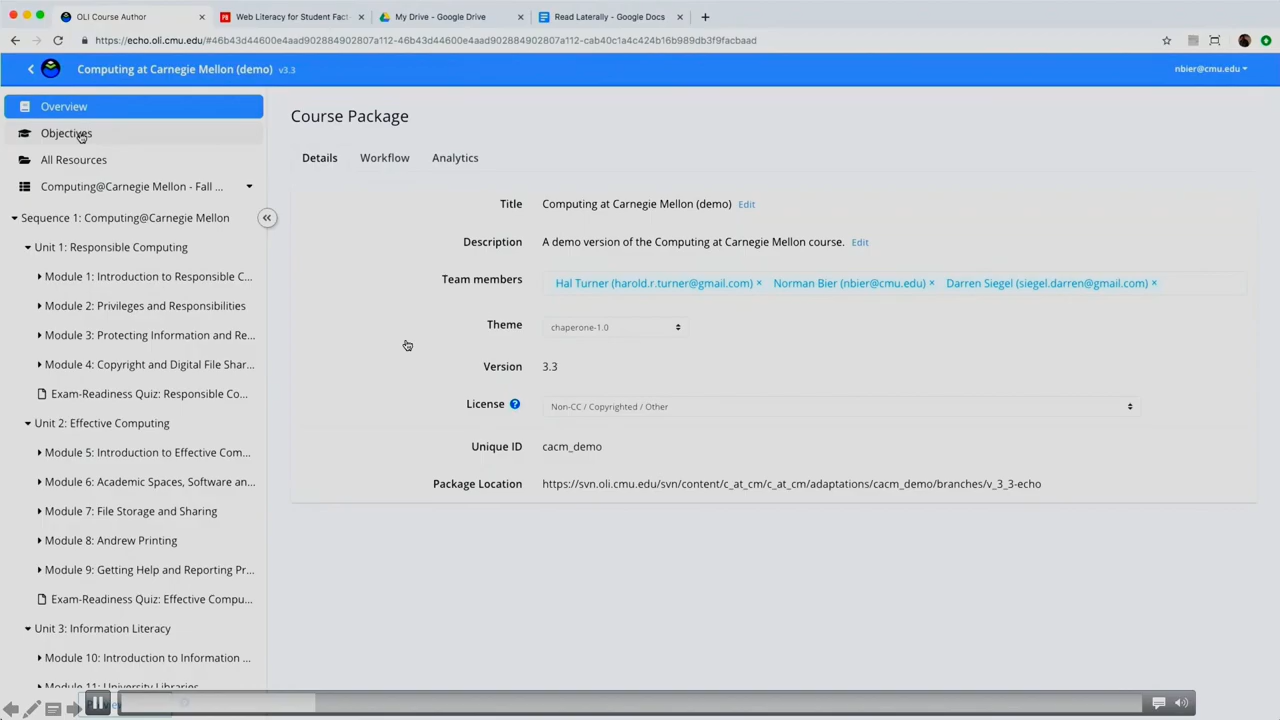 OLI Course Author
Web Literacy for Student Fact
My Drive - Google Drive
Read Laterally - Google Docs
https://echo.oli.cmu.edu/#46b43d44600e4aad902884902807a112-46b43d44600e4aad902884902807a112-cab40c1a4c424b16b989db3f9facbaad
Computing at Carnegie Mellon (demo) v3.3
nbier@cmu.edu
Overview
Objectives
All Resources
Computing@Carnegie Mellon - Fall ...
Sequence 1: Computing@Carnegie Mellon
Unit 1: Responsible Computing
Module 1: Introduction to Responsible C...
Module 2: Privileges and Responsibilities
Module 3: Protecting Information and Re...
Module 4: Copyright and Digital File Shar...
Exam-Readiness Quiz: Responsible Co...
Unit 2: Effective Computing
Module 5: Introduction to Effective Com...
Module 6: Academic Spaces, Software an...
Module 7: File Storage and Sharing
Module 8: Andrew Printing
Module 9: Getting Help and Reporting Pr...
Exam-Readiness Quiz: Effective Compu...
Unit 3: Information Literacy
Module 10: Introduction to Information ...
Module 11: University Libraries
Course Package
Details Workflow Analytics
Title Computing at Carnegie Mellon (demo) Edit
Description A demo version of the Computing at Carnegie Mellon course. Edit
Team members Hal Turner (harold.r.turner@gmail.com) × Norman Bier (nbier@cmu.edu) × Darren Siegel (siegel.darren@gmail.com) ×
Theme chaperone-1.0
Version 3.3
License Non-CC / Copyrighted / Other
Unique ID cacm_demo
Package Location https://svn.oli.cmu.edu/svn/content/c_at_cm/c_at_cm/adaptations/cacm_demo/branches/v_3_3-echo